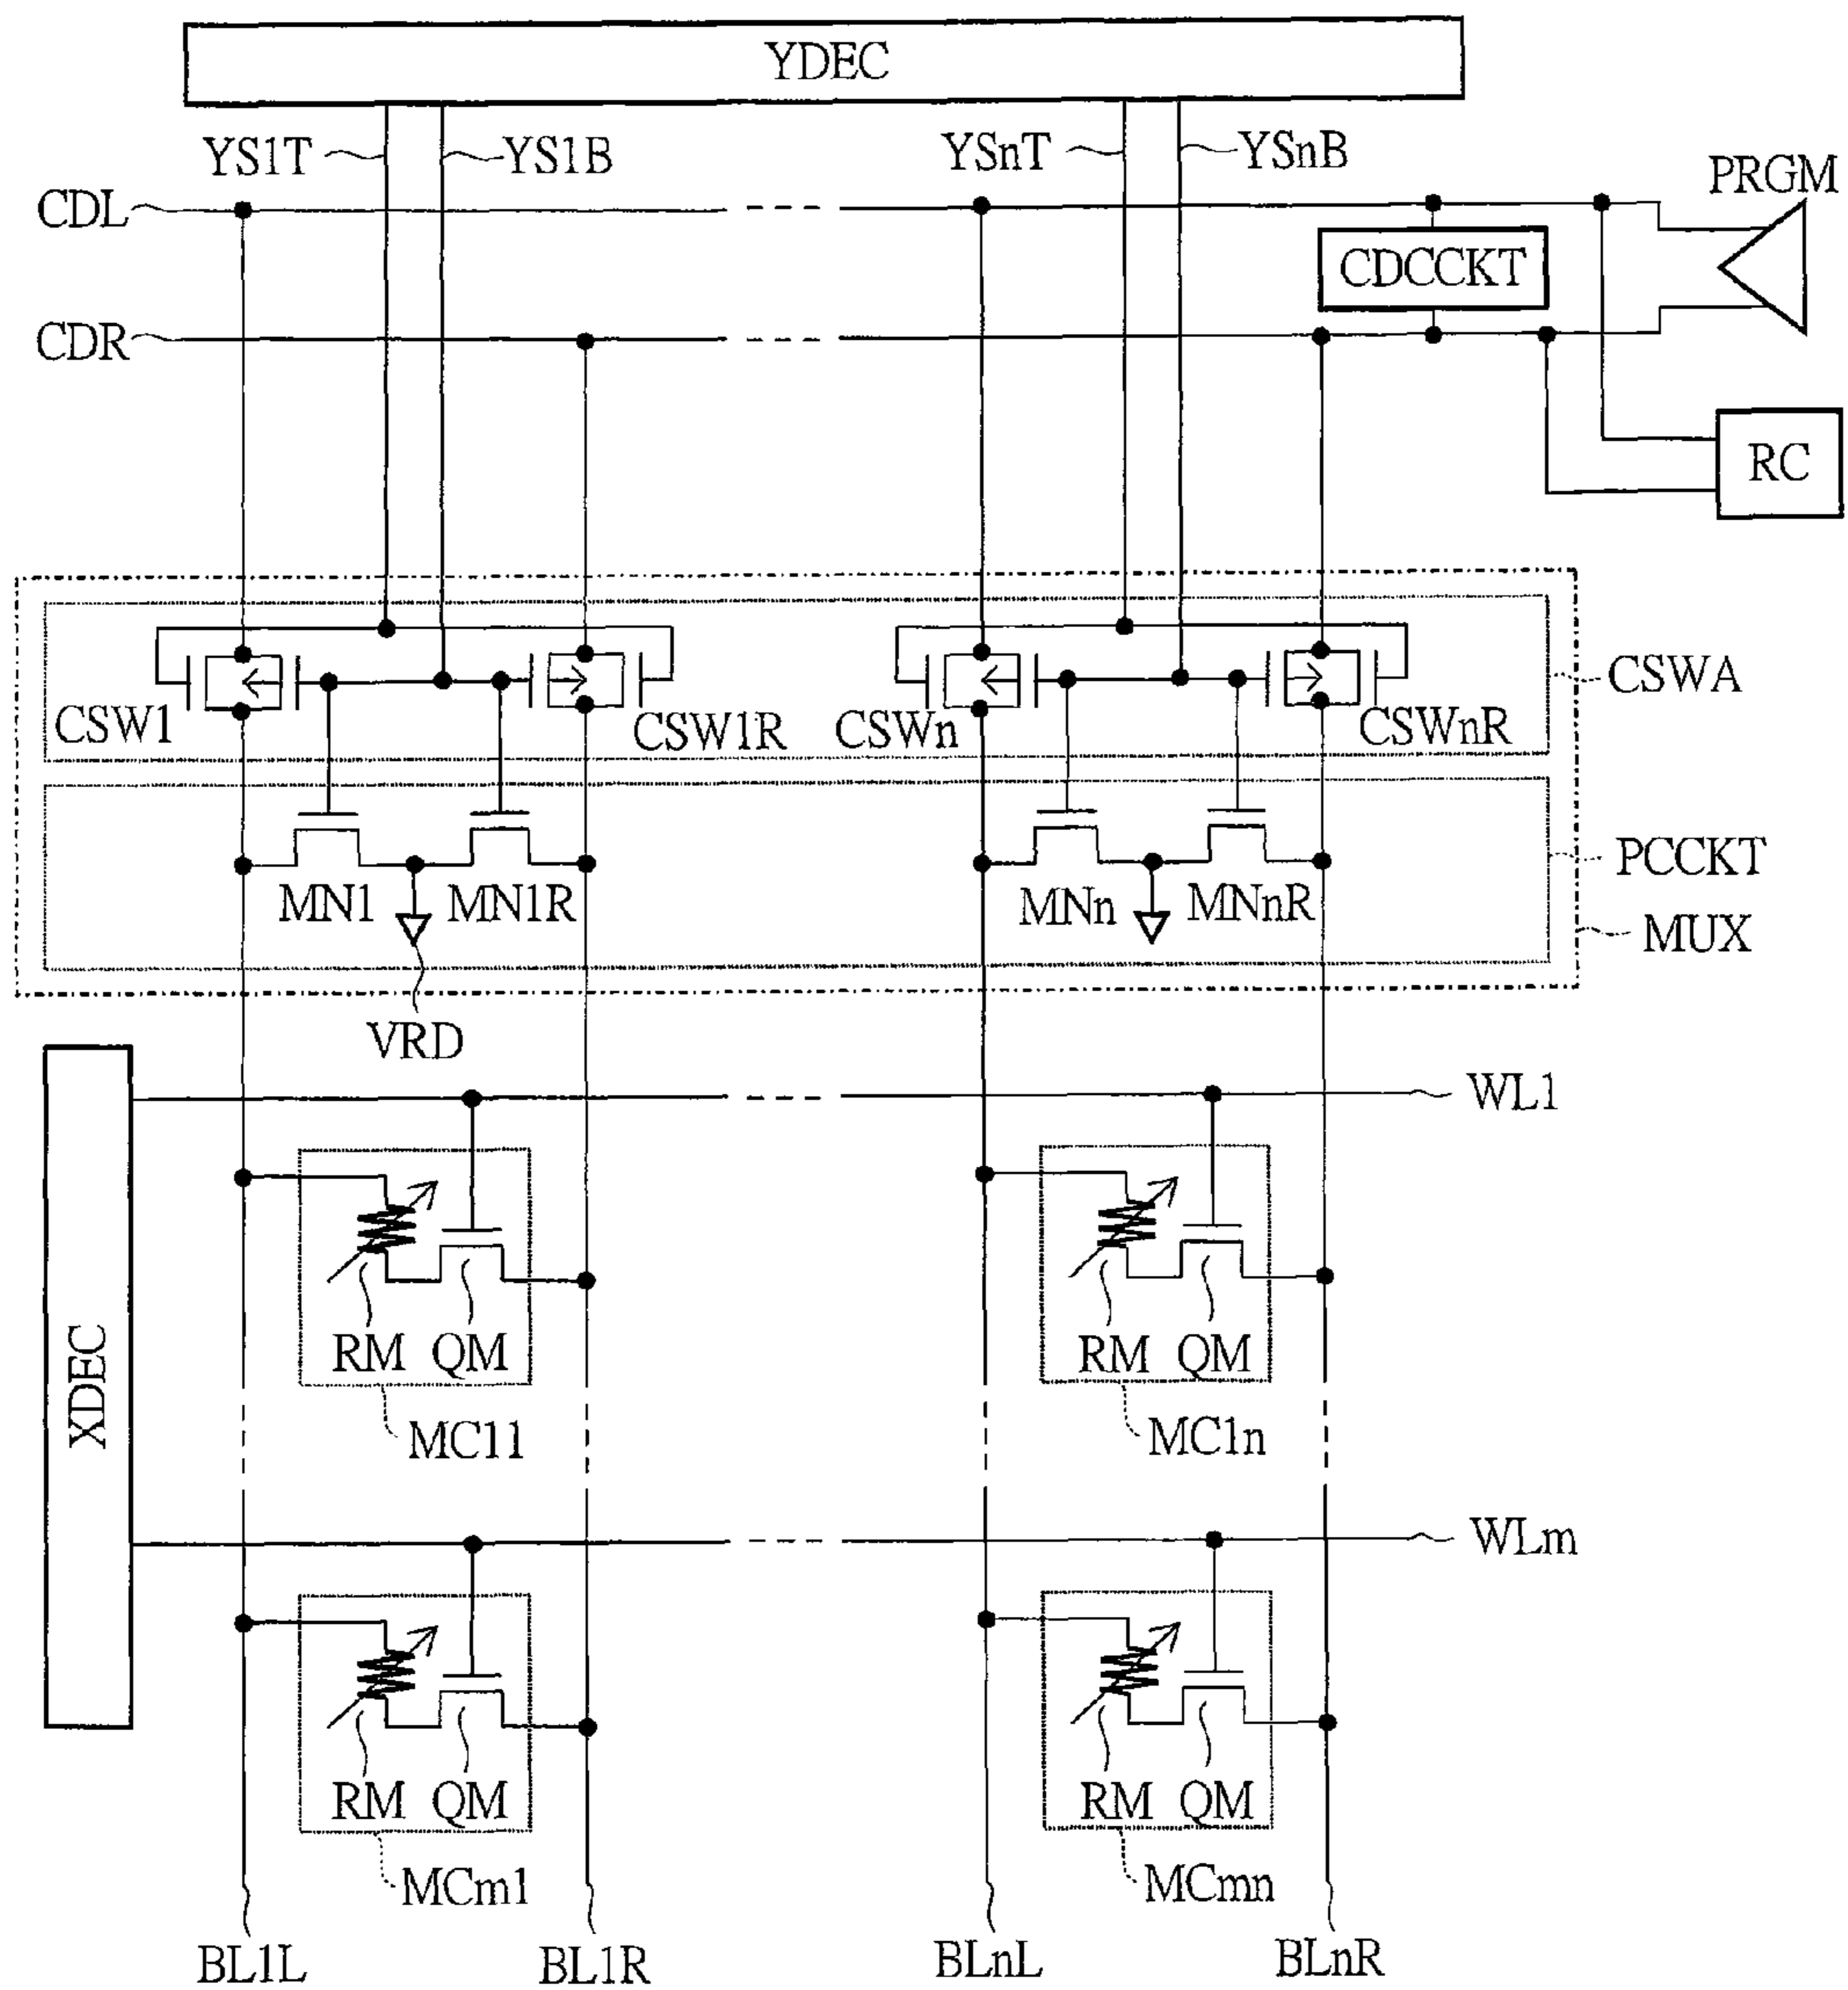 YDEC
YS1T YS1B YSnT YSnB PRGM
CDL
CDCCKT
CDR
RC
CSW1 CSW1R CSWn CSWnR CSWA
MN1 MN1R MNn MNnR PCCKT
MUX
VRD
WL1
RM QM RM QM
XDEC
MC11 MC1n
WLm
RM QM RM QM
MCm1 MCmn
BL1L BL1R BLnL BLnR